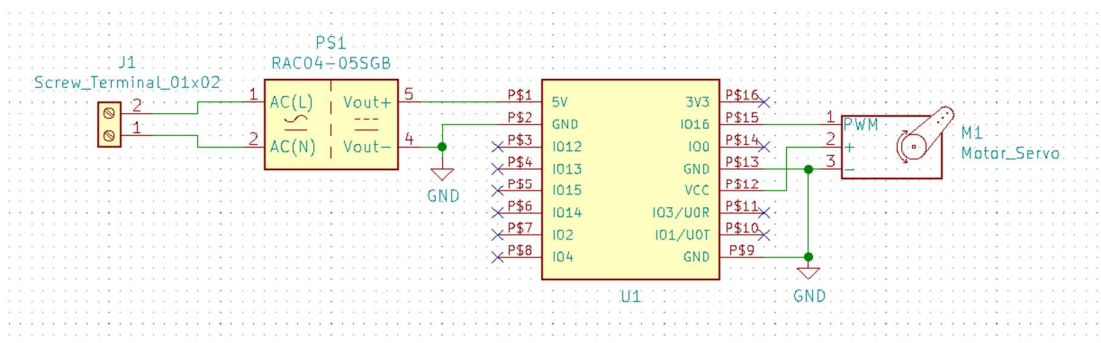 J1
Screw_Terminal_01x02
2
1
PS1
RAC04-05SGB
1
AC(L)
Vout+
5
2
AC(N)
Vout-
4
GND
P$1
5V
3V3
P$16
P$2
GND
IO16
P$15
P$3
IO12
IO0
P$14
P$4
IO13
GND
P$13
P$5
IO15
VCC
P$12
P$6
IO14
IO3/U0R
P$11
P$7
IO2
IO1/U0T
P$10
P$8
IO4
GND
P$9
U1
GND
1
PWM
2
+
3
-
M1
Motor_Servo